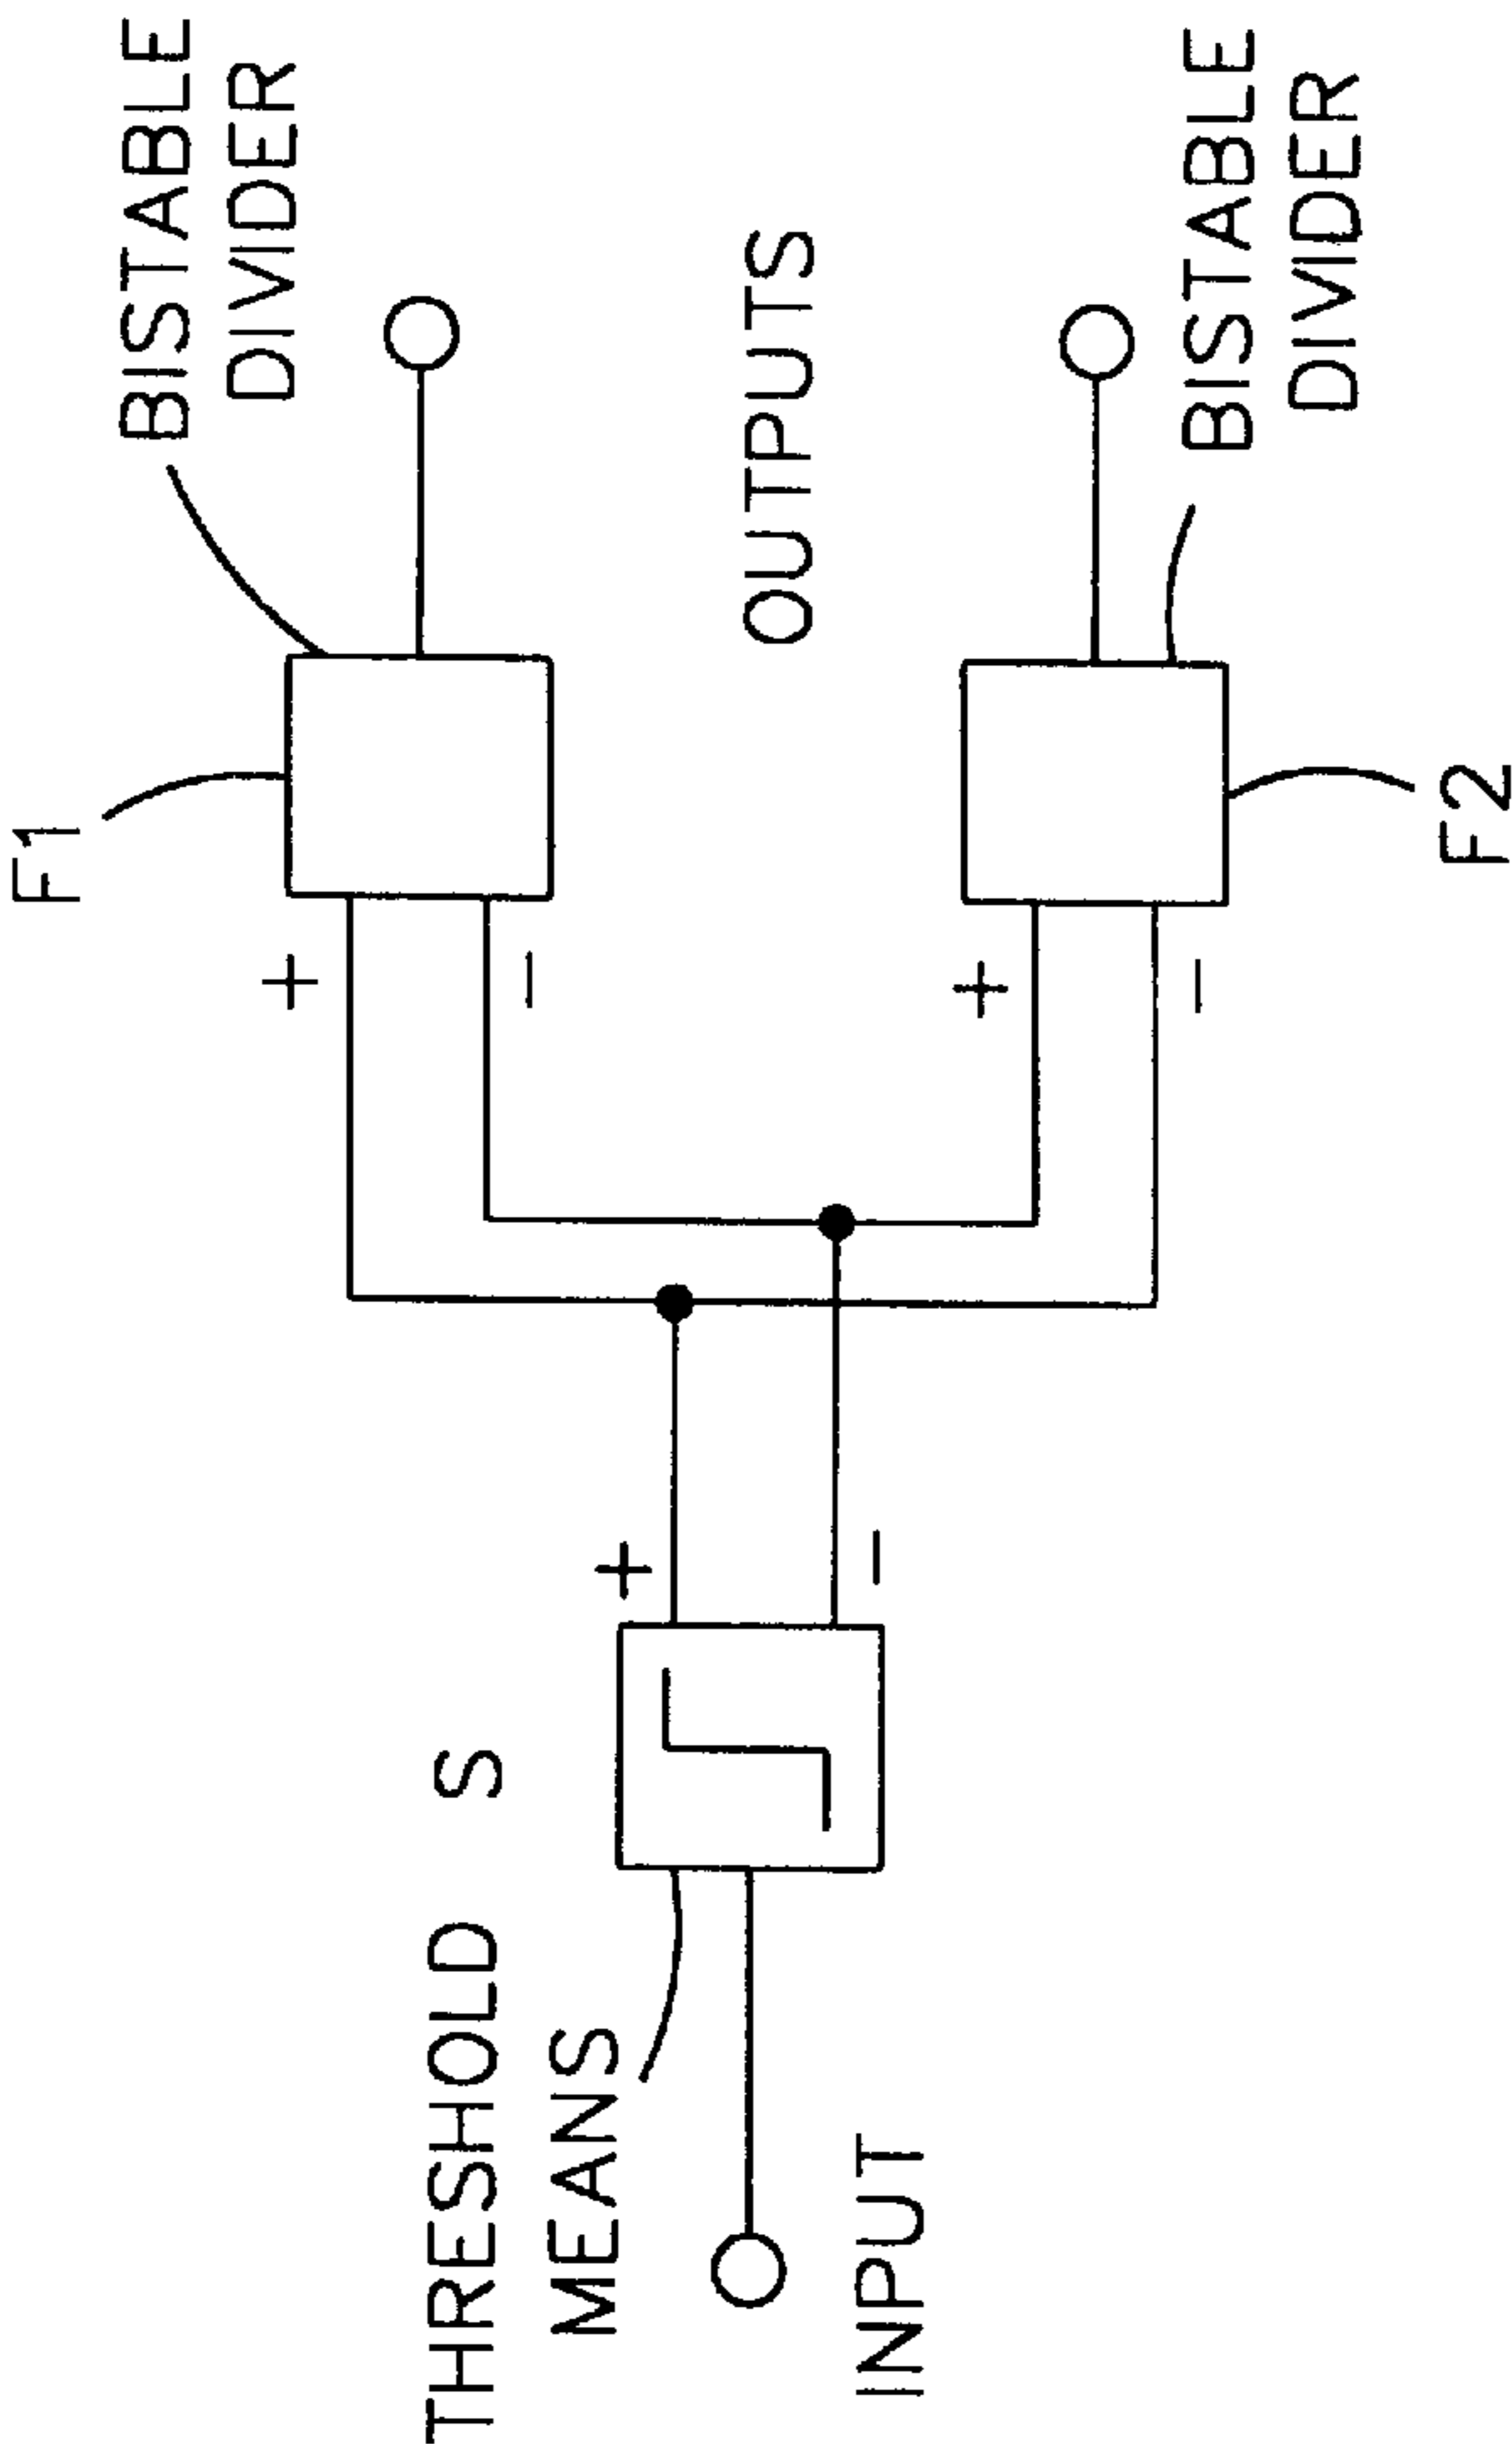 F1
BISTABLE
DIVIDER
+
−
THRESHOLD
S
MEANS
+
−
INPUT
OUTPUTS
+
−
BISTABLE
DIVIDER
F2